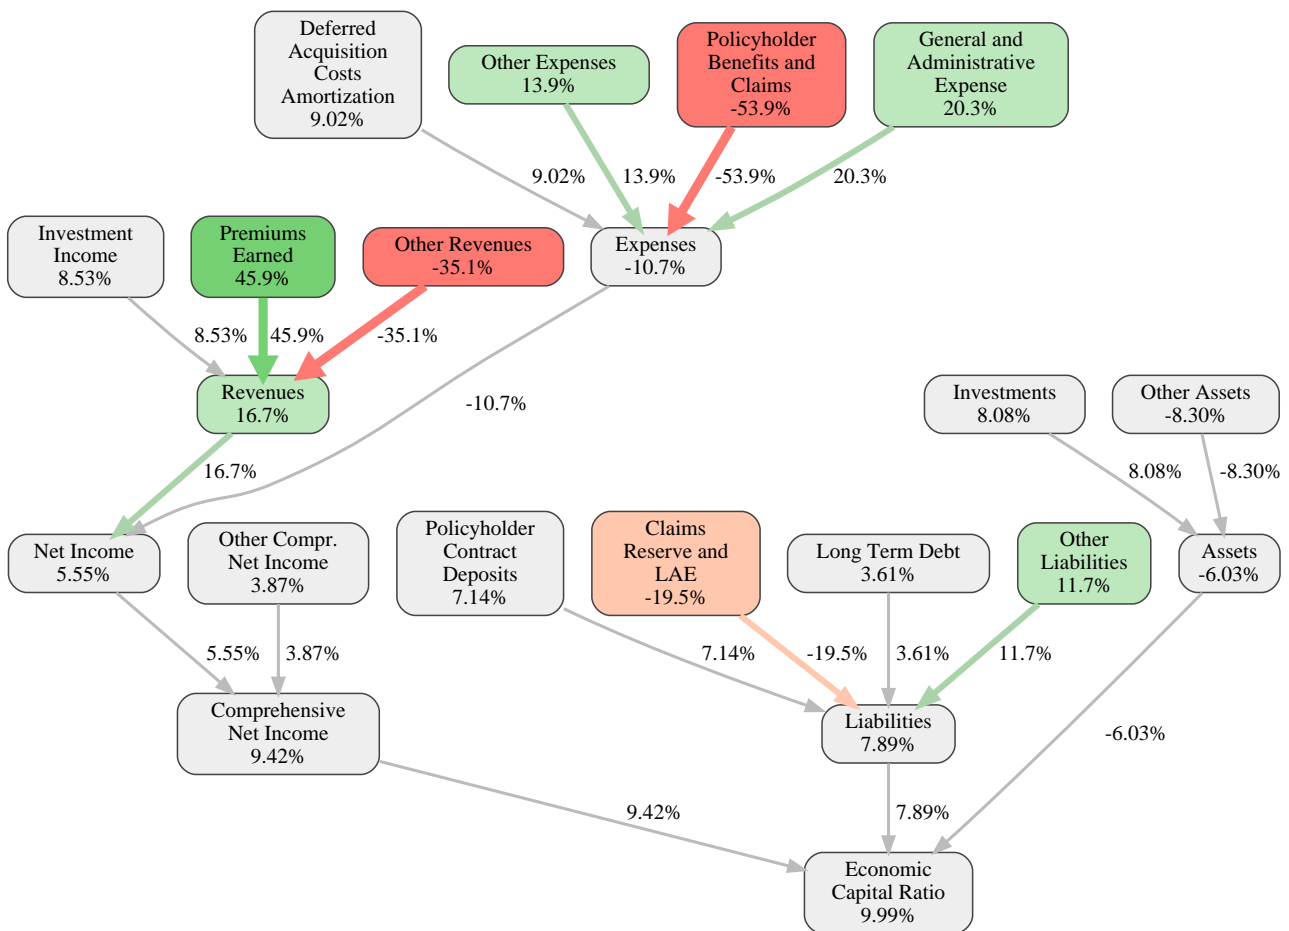 Deferred
Acquisition
Costs
Amortization
9.02%
Other Expenses
13.9%
Policyholder
Benefits and
Claims
-53.9%
General and
Administrative
Expense
20.3%
9.02%
13.9%
-53.9%
20.3%
Investment
Income
8.53%
Premiums
Earned
45.9%
Other Revenues
-35.1%
Expenses
-10.7%
8.53%
45.9%
-35.1%
-10.7%
Revenues
16.7%
Investments
8.08%
Other Assets
-8.30%
16.7%
8.08%
-8.30%
Net Income
5.55%
Other Compr.
Net Income
3.87%
Policyholder
Contract
Deposits
7.14%
Claims
Reserve and
LAE
-19.5%
Long Term Debt
3.61%
Other
Liabilities
11.7%
Assets
-6.03%
5.55%
3.87%
7.14%
-19.5%
3.61%
11.7%
-6.03%
Comprehensive
Net Income
9.42%
Liabilities
7.89%
9.42%
7.89%
Economic
Capital Ratio
9.99%